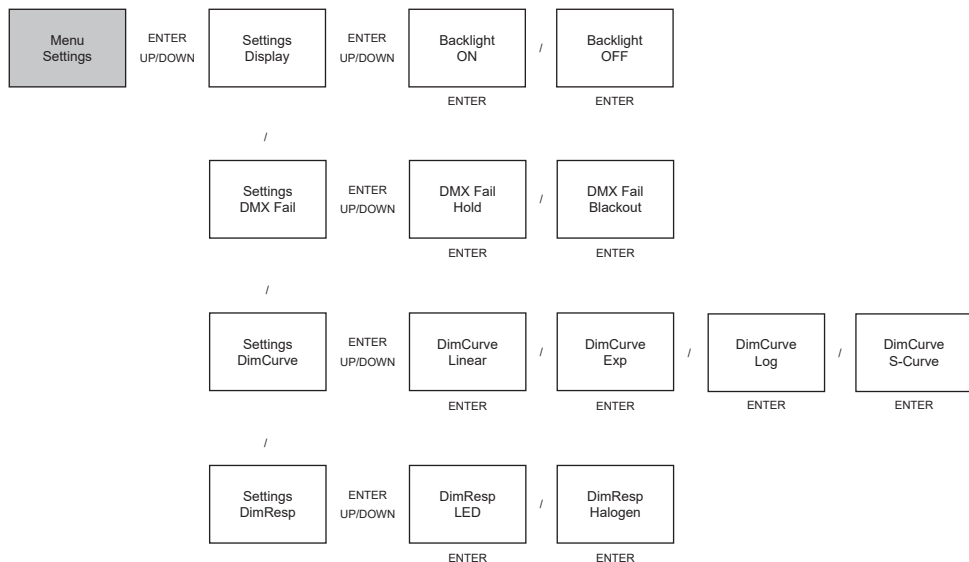 Menu
Settings
ENTER
UP/DOWN
Settings
Display
ENTER
UP/DOWN
Backlight
ON
/
Backlight
OFF
ENTER
ENTER
/
Settings
DMX Fail
ENTER
UP/DOWN
DMX Fail
Hold
/
DMX Fail
Blackout
ENTER
ENTER
/
Settings
DimCurve
ENTER
UP/DOWN
DimCurve
Linear
/
DimCurve
Exp
/
DimCurve
Log
/
DimCurve
S-Curve
ENTER
ENTER
ENTER
ENTER
/
Settings
DimResp
ENTER
UP/DOWN
DimResp
LED
/
DimResp
Halogen
ENTER
ENTER